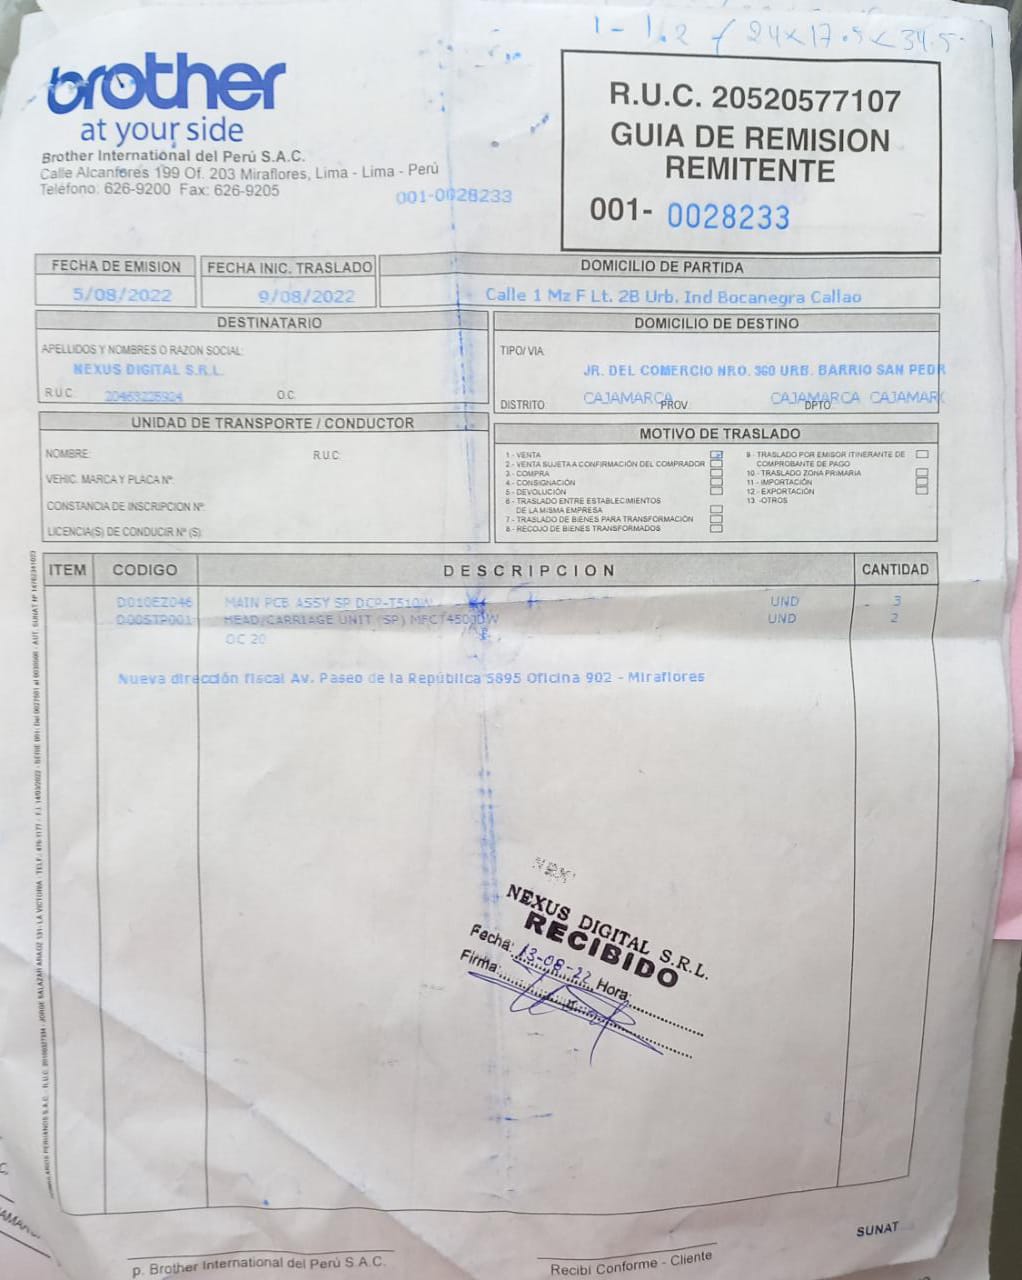 1-1.2 / 24x17.5x34.5.
brother
at your side
Brother International del Perú S.A.C.
Calle Alcanfores 199 Of. 203 Miraflores, Lima - Lima - Perú
Teléfono: 626-9200 Fax: 626-9205
001-0028233
R.U.C. 20520577107
GUIA DE REMISION
REMITENTE
001- 0028233
FECHA DE EMISION
5/08/2022
FECHA INIC. TRASLADO
9/08/2022
DOMICILIO DE PARTIDA
Calle 1 Mz F Lt. 2B Urb. Ind Bocanegra Callao
DESTINATARIO
APELLIDOS Y NOMBRES O RAZON SOCIAL:
NEXUS DIGITAL S.R.L.
R.U.C. O.C.
DOMICILIO DE DESTINO
TIPO/VIA
JR. DEL COMERCIO NRO. 360 URB. BARRIO SAN PEDR
DISTRITO CAJAMARCA PROV. CAJAMARCA DPTO. CAJAMAR
UNIDAD DE TRANSPORTE / CONDUCTOR
NOMBRE: R.U.C.
VEHIC. MARCA Y PLACA Nº:
CONSTANCIA DE INSCRIPCION Nº
LICENCIA(S) DE CONDUCIR Nº (S)
MOTIVO DE TRASLADO
1 - VENTA
2 - VENTA SUJETA A CONFIRMACIÓN DEL COMPRADOR
3 - COMPRA
4 - CONSIGNACIÓN
5 - DEVOLUCIÓN
6 - TRASLADO ENTRE ESTABLECIMIENTOS
DE LA MISMA EMPRESA
7 - TRASLADO DE BIENES PARA TRANSFORMACIÓN
8 - RECOJO DE BIENES TRANSFORMADOS
9 - TRASLADO POR EMISOR ITINERANTE DE
COMPROBANTE DE PAGO
10 - TRASLADO ZONA PRIMARIA
11 - IMPORTACIÓN
12 - EXPORTACIÓN
13 -OTROS
ITEM CODIGO DESCRIPCION CANTIDAD
D010EZ046 MAIN PCB ASSY SP DCP-T510W UND 3
D00STP001 HEAD/CARRIAGE UNIT (SP) MFCT4500DW UND 2
OC 20
Nueva dirección fiscal Av. Paseo de la República 5895 Oficina 902 - Miraflores
NEXUS DIGITAL S.R.L.
RECIBIDO
Fecha: 13-08-22 Hora:
Firma:
SUNAT
p. Brother International del Perú S.A.C.
Recibí Conforme - Cliente